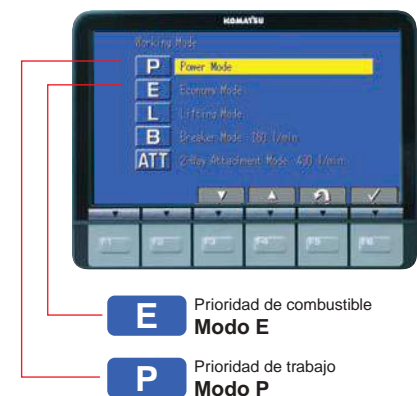 KOMATSU
Working Mode
P Power Mode
E Economy Mode
L Lifting Mode
B Breaker Mode 180 l/min
ATT 2-Way Attachment Mode 430 l/min
F1 F2 F3 F4 F5 F6
E Prioridad de combustible
Modo E
P Prioridad de trabajo
Modo P